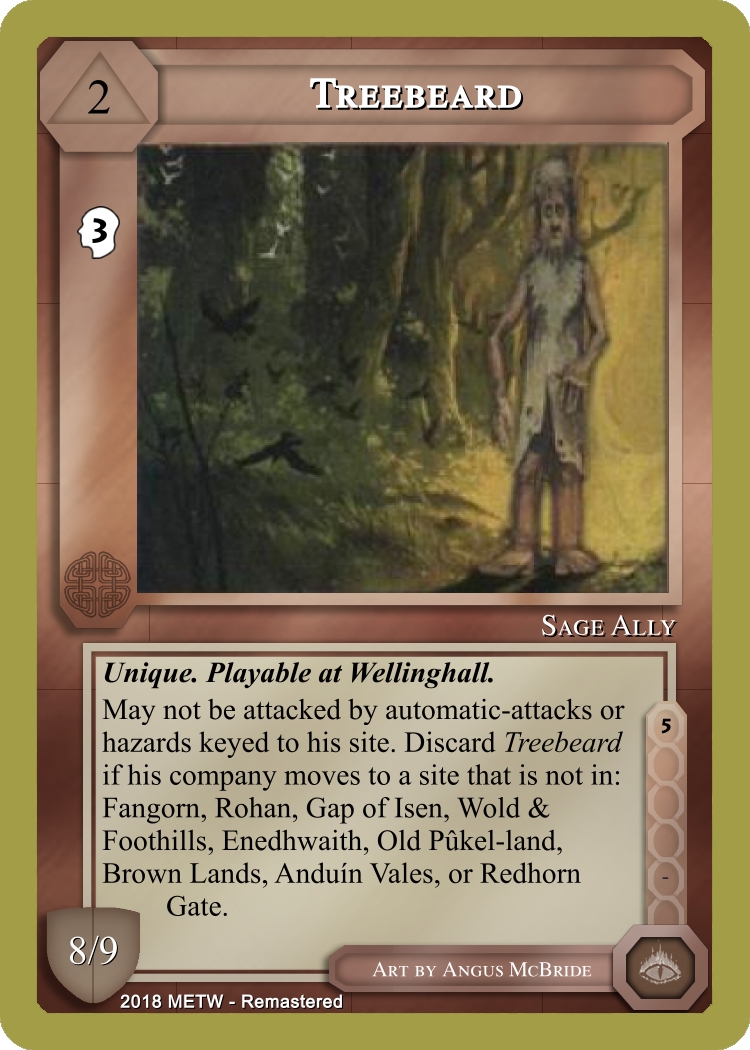 2
TREEBEARD
3
SAGE ALLY
Unique. Playable at Wellinghall.
May not be attacked by automatic-attacks or
hazards keyed to his site. Discard Treebeard
if his company moves to a site that is not in:
Fangorn, Rohan, Gap of Isen, Wold &
Foothills, Enedhwaith, Old Pûkel-land,
Brown Lands, Anduín Vales, or Redhorn
Gate.
5
-
8/9
ART BY ANGUS MCBRIDE
2018 METW - Remastered